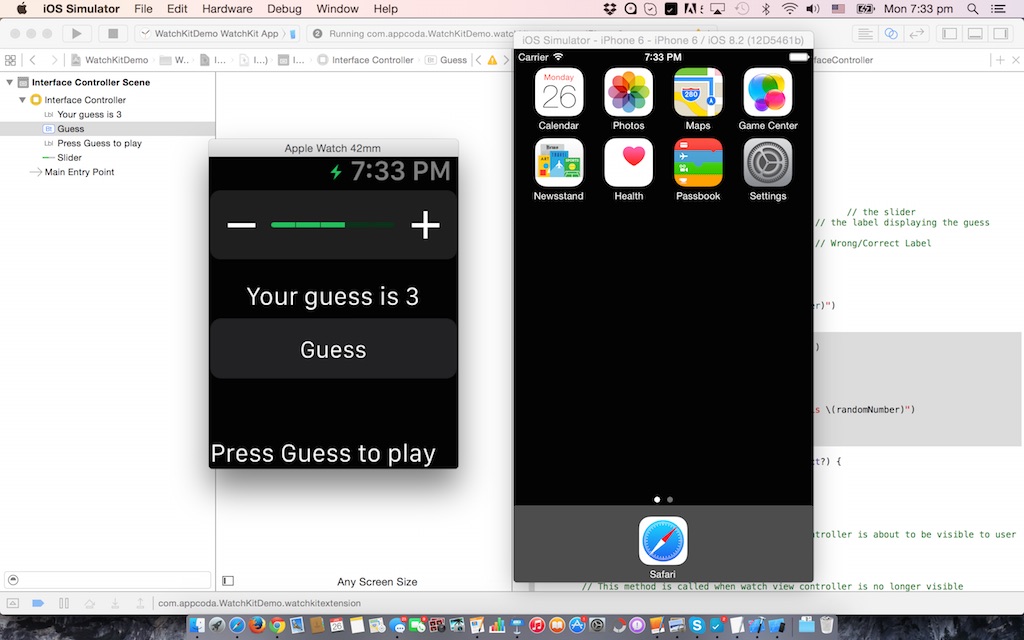 iOS Simulator File Edit Hardware Debug Window Help
Mon 7:33 pm
WatchKitDemo WatchKit App
2 Running com.appcoda.WatchKitDemo.watc
iOS Simulator - iPhone 6 - iPhone 6 / iOS 8.2 (12D5461b)
WatchKitDemo W... I... I...) I... Interface Controller Guess
faceController
Interface Controller Scene
Interface Controller
Lbl Your guess is 3
Guess
Lbl Press Guess to play
Slider
Main Entry Point
Apple Watch 42mm
7:33 PM
Your guess is 3
Guess
Press Guess to play
Carrier 7:33 PM
Monday
26
280
Calendar Photos Maps Game Center
Newsstand Health Passbook Settings
Safari
// the slider
// the label displaying the guess
// Wrong/Correct Label
er)")
)
is \(randomNumber)")
ct?) {
ntroller is about to be visible to user
// This method is called when watch view controller is no longer visible
Any Screen Size
com.appcoda.WatchKitDemo.watchkitextension